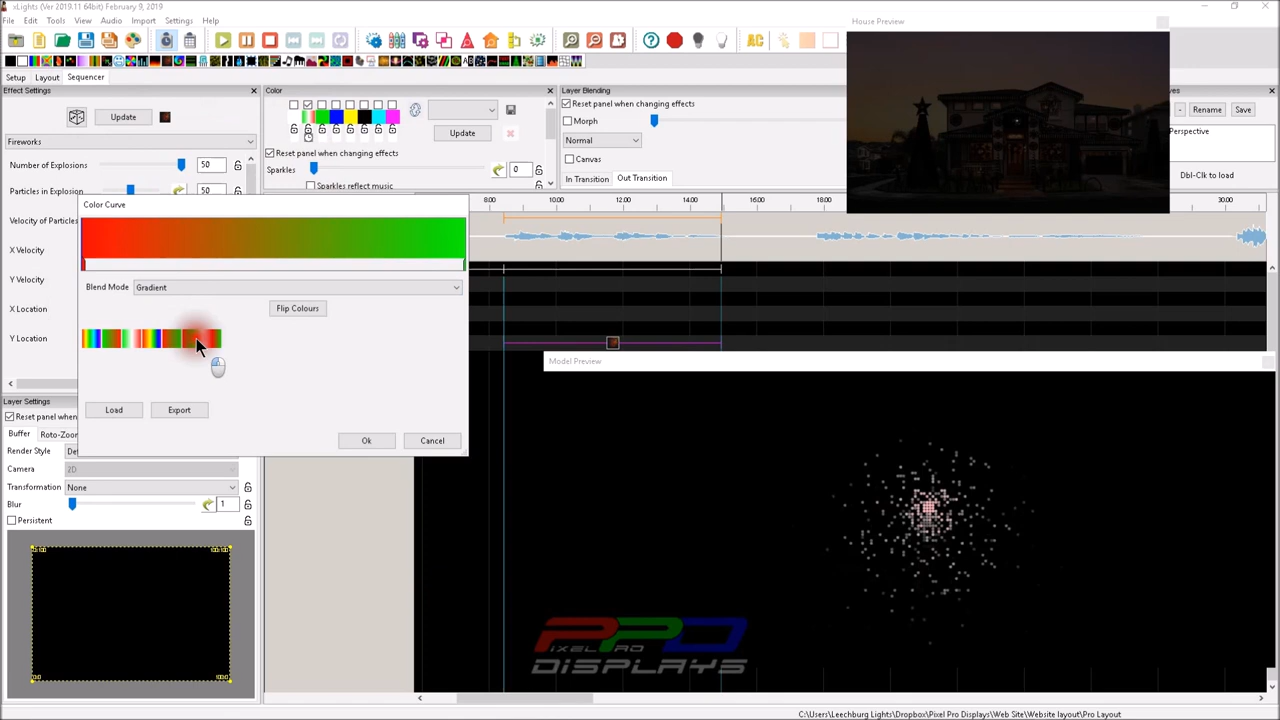 xLights (Ver 2019.11 64bit) February 9, 2019
File Edit Tools View Audio Import Settings Help
House Preview
Setup Layout Sequencer
Effect Settings
Color
Layer Blending
Update
Reset panel when changing effects
- Rename Save
Morph
Fireworks
Update
Normal
Perspective
Number of Explosions 50
Reset panel when changing effects
Canvas
Sparkles 0
Dbl-Clk to load
Particles in Explosion 50
Sparkles reflect music
In Transition Out Transition
Color Curve
8.00 10.00 12.00 14.00 16.00 18.00 30.00
Velocity of Particles
X Velocity
Y Velocity
Blend Mode Gradient
X Location
Flip Colours
Y Location
Model Preview
Layer Settings
Reset panel when
Load Export
Buffer Roto-Zoo
Ok Cancel
Render Style
Camera 2D
Transformation None
Blur 1
Persistent
PPD
PIXEL PRO
DISPLAYS
C:\Users\Leechburg Lights\Dropbox\Pixel Pro Displays\Web Site\Website layout\Pro Layout